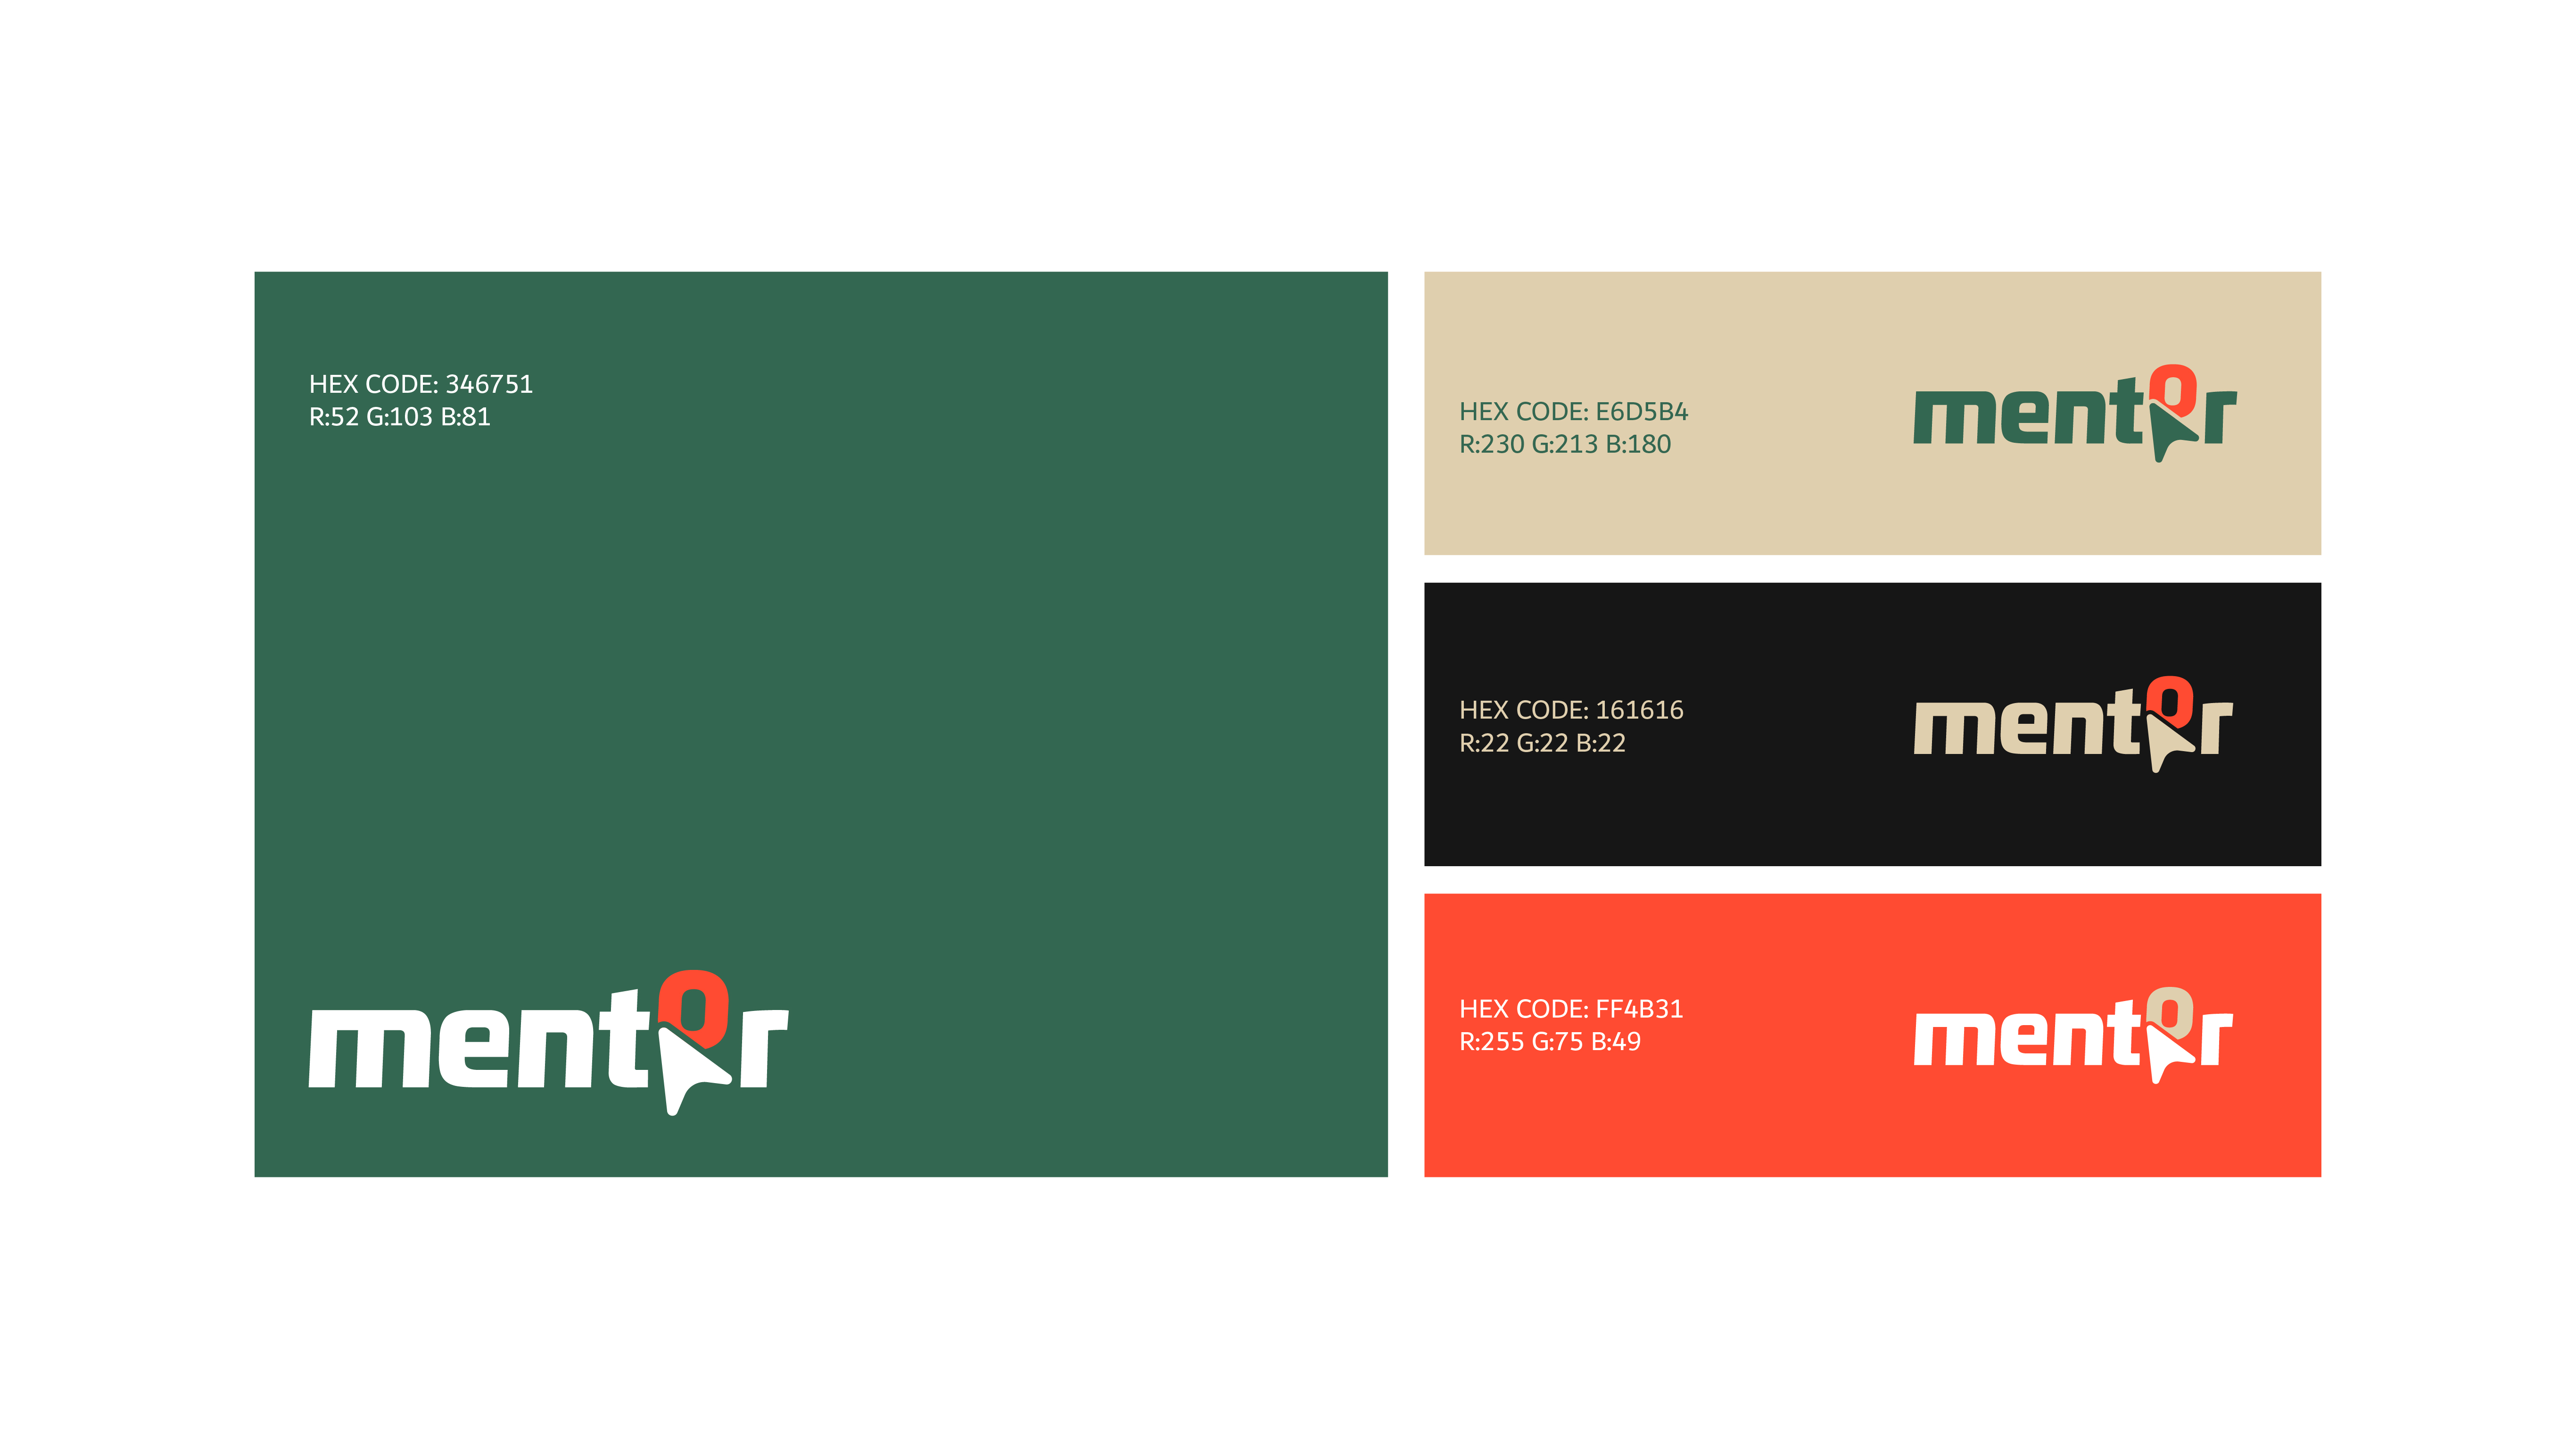 HEX CODE: 346751
R:52 G:103 B:81
mentor
HEX CODE: E6D5B4
R:230 G:213 B:180
mentor
HEX CODE: 161616
R:22 G:22 B:22
mentor
HEX CODE: FF4B31
R:255 G:75 B:49
mentor